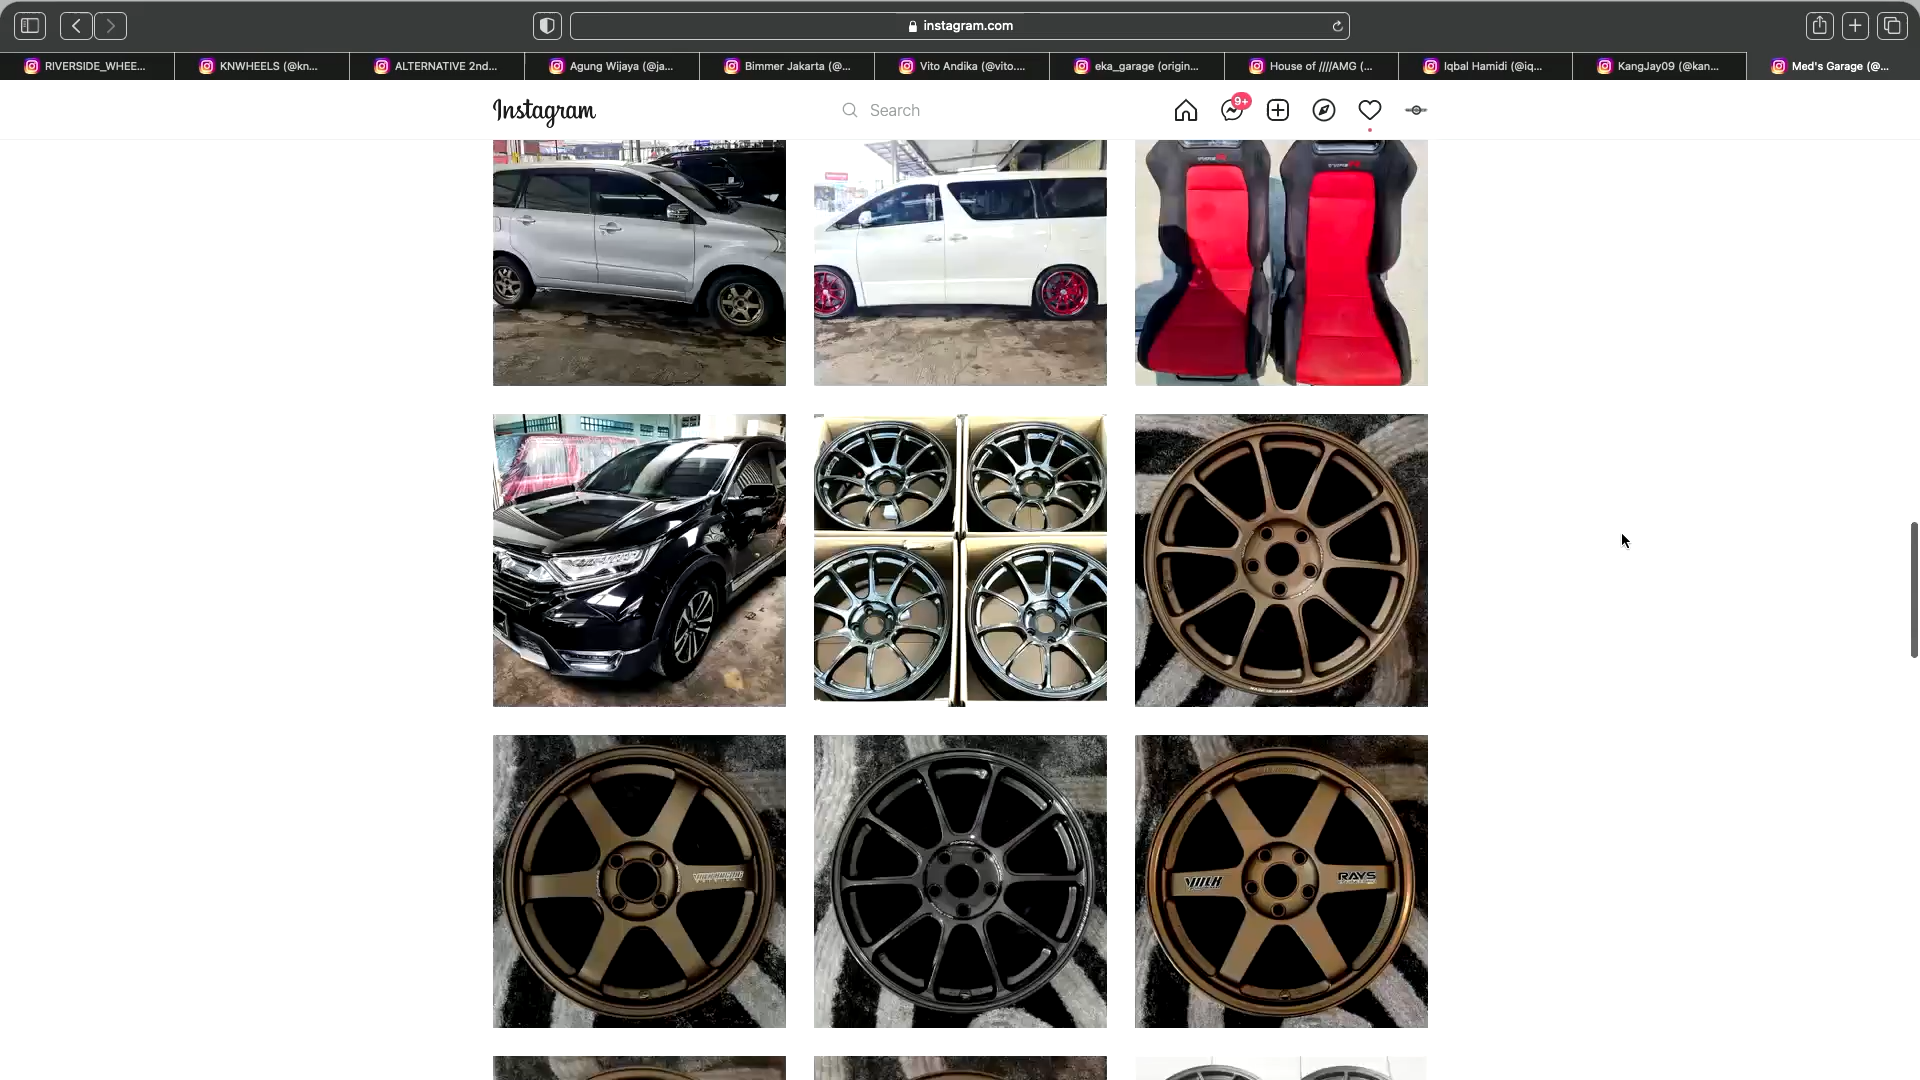 instagram.com
RIVERSIDE_WHEE...
KNWHEELS (@kn...
ALTERNATIVE 2nd...
Agung Wijaya (@ja...
Bimmer Jakarta (@...
Vito Andika (@vito....
eka_garage (origin...
House of ////AMG (...
Iqbal Hamidi (@iq...
KangJay09 (@kan...
Med's Garage (@...
Instagram
Search
9+
VOLK
RAYS